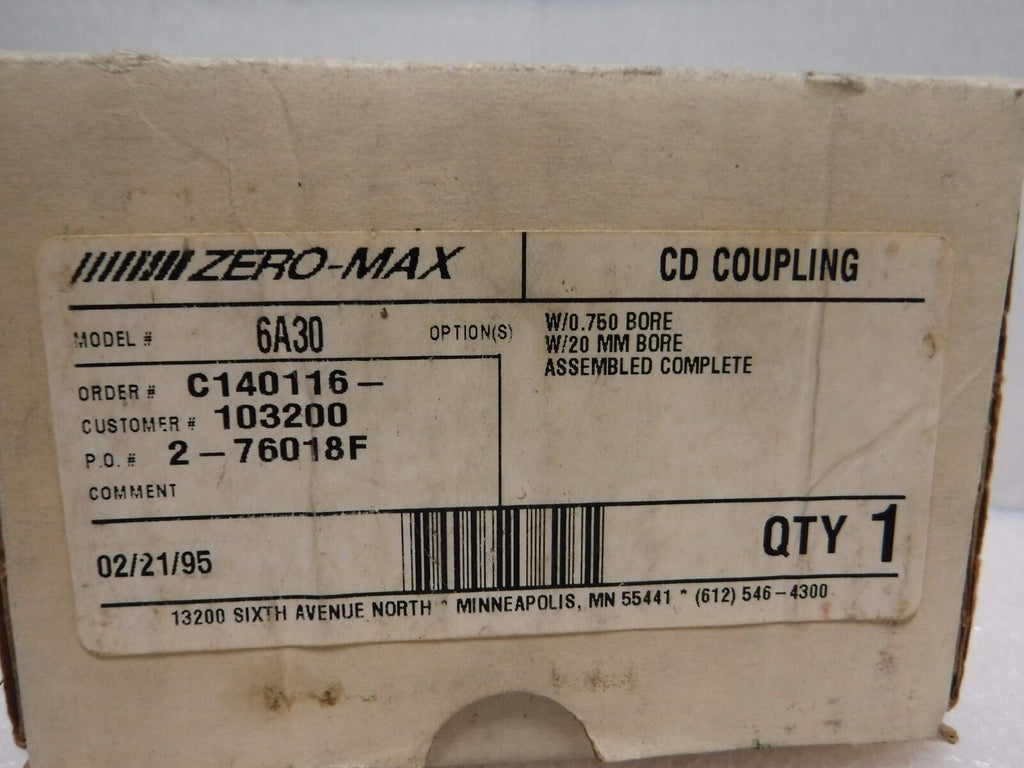 ZERO-MAX
CD COUPLING
MODEL # 6A30 OPTION(S)
W/0.750 BORE
W/20 MM BORE
ASSEMBLED COMPLETE
ORDER # C140116-
CUSTOMER # 103200
P.O. # 2-76018F
COMMENT
02/21/95
QTY 1
13200 SIXTH AVENUE NORTH * MINNEAPOLIS, MN 55441 * (612) 546-4300